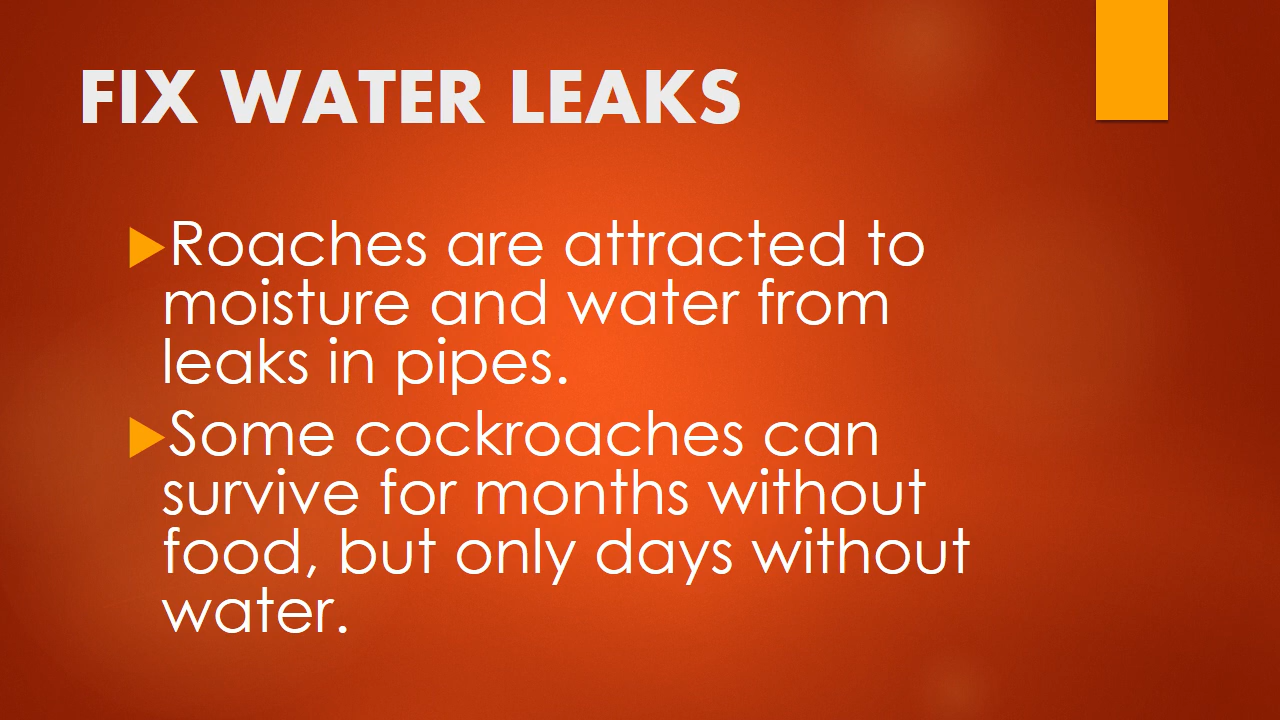 FIX WATER LEAKS
Roaches are attracted to
moisture and water from
leaks in pipes.
Some cockroaches can
survive for months without
food, but only days without
water.